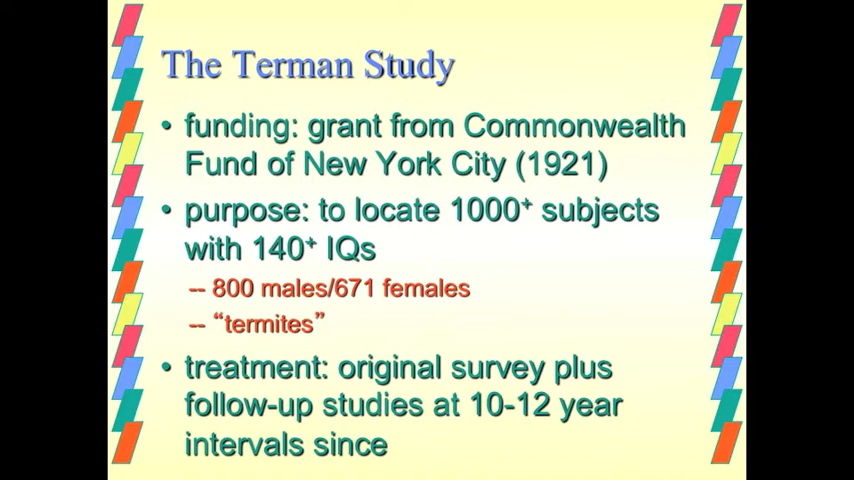 The Terman Study
• funding: grant from Commonwealth
Fund of New York City (1921)
• purpose: to locate 1000⁺ subjects
with 140⁺ IQs
-- 800 males/671 females
-- “termites”
• treatment: original survey plus
follow-up studies at 10-12 year
intervals since